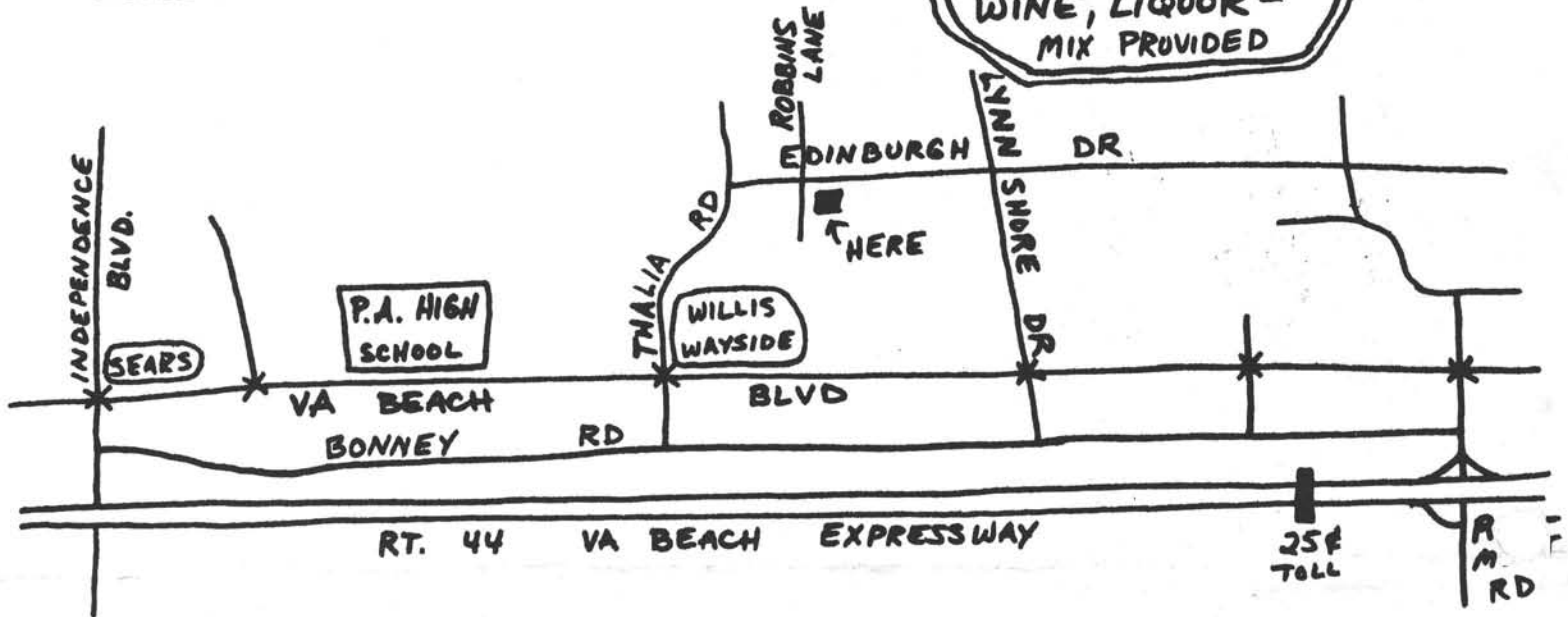 WINE, LIQUOR -
MIX PROVIDED
ROBBINS
LANE
LYNN SHORE DR.
EDINBURGH DR
INDEPENDENCE
BLVD.
THALIA RD
HERE
P.A. HIGH
SCHOOL
WILLIS
WAYSIDE
SEARS
VA BEACH BLVD
BONNEY RD
RT. 44 VA BEACH EXPRESSWAY
25¢
TOLL
R
M
RD